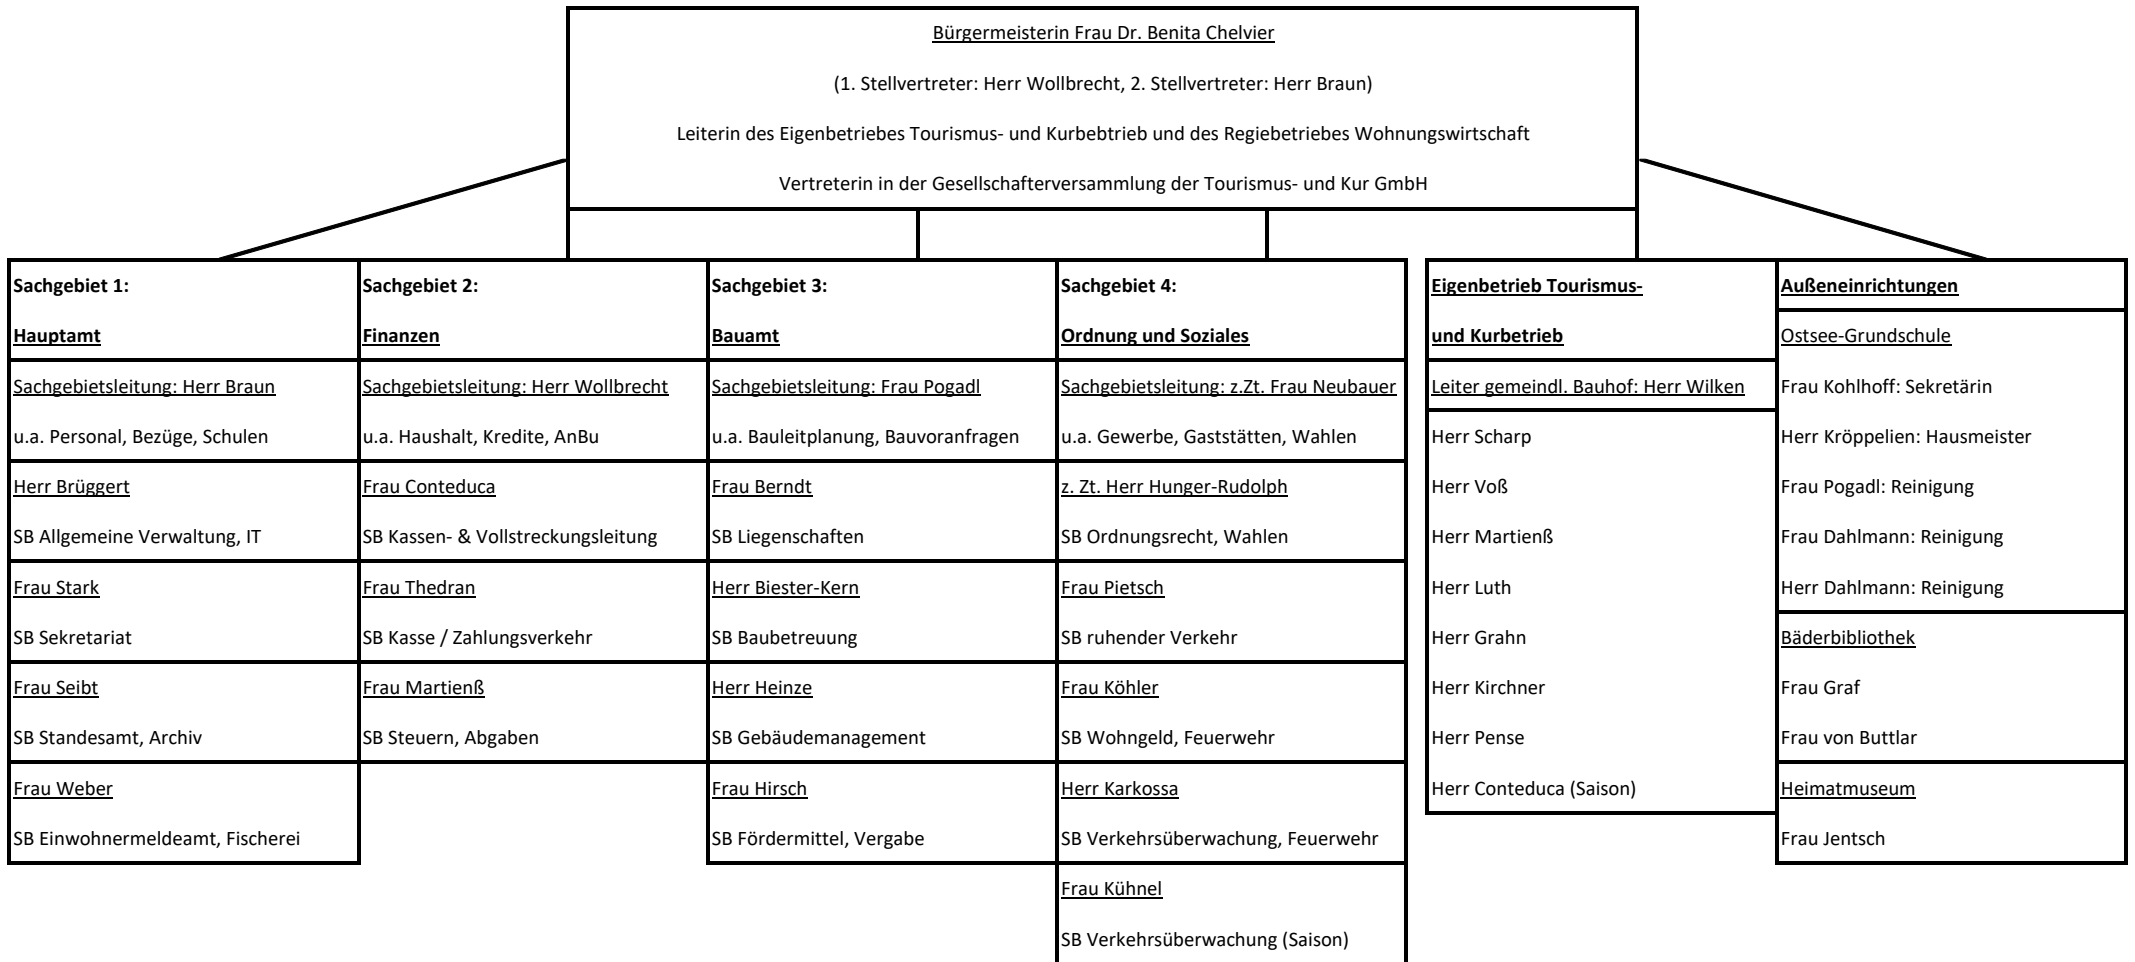 Bürgermeisterin Frau Dr. Benita Chelvier
(1. Stellvertreter: Herr Wollbrecht, 2. Stellvertreter: Herr Braun)
Leiterin des Eigenbetriebes Tourismus- und Kurbebtrieb und des Regiebetriebes Wohnungswirtschaft
Vertreterin in der Gesellschafterversammlung der Tourismus- und Kur GmbH
Sachgebiet 1:
Hauptamt
Sachgebietsleitung: Herr Braun
u.a. Personal, Bezüge, Schulen
Herr Brüggert
SB Allgemeine Verwaltung, IT
Frau Stark
SB Sekretariat
Frau Seibt
SB Standesamt, Archiv
Frau Weber
SB Einwohnermeldeamt, Fischerei
Sachgebiet 2:
Finanzen
Sachgebietsleitung: Herr Wollbrecht
u.a. Haushalt, Kredite, AnBu
Frau Conteduca
SB Kassen- & Vollstreckungsleitung
Frau Thedran
SB Kasse / Zahlungsverkehr
Frau Martienß
SB Steuern, Abgaben
Sachgebiet 3:
Bauamt
Sachgebietsleitung: Frau Pogadl
u.a. Bauleitplanung, Bauvoranfragen
Frau Berndt
SB Liegenschaften
Herr Biester-Kern
SB Baubetreuung
Herr Heinze
SB Gebäudemanagement
Frau Hirsch
SB Fördermittel, Vergabe
Sachgebiet 4:
Ordnung und Soziales
Sachgebietsleitung: z.Zt. Frau Neubauer
u.a. Gewerbe, Gaststätten, Wahlen
z. Zt. Herr Hunger-Rudolph
SB Ordnungsrecht, Wahlen
Frau Pietsch
SB ruhender Verkehr
Frau Köhler
SB Wohngeld, Feuerwehr
Herr Karkossa
SB Verkehrsüberwachung, Feuerwehr
Frau Kühnel
SB Verkehrsüberwachung (Saison)
Eigenbetrieb Tourismus-
und Kurbetrieb
Leiter gemeindl. Bauhof: Herr Wilken
Herr Scharp
Herr Voß
Herr Martienß
Herr Luth
Herr Grahn
Herr Kirchner
Herr Pense
Herr Conteduca (Saison)
Außeneinrichtungen
Ostsee-Grundschule
Frau Kohlhoff: Sekretärin
Herr Kröppelien: Hausmeister
Frau Pogadl: Reinigung
Frau Dahlmann: Reinigung
Herr Dahlmann: Reinigung
Bäderbibliothek
Frau Graf
Frau von Buttlar
Heimatmuseum
Frau Jentsch